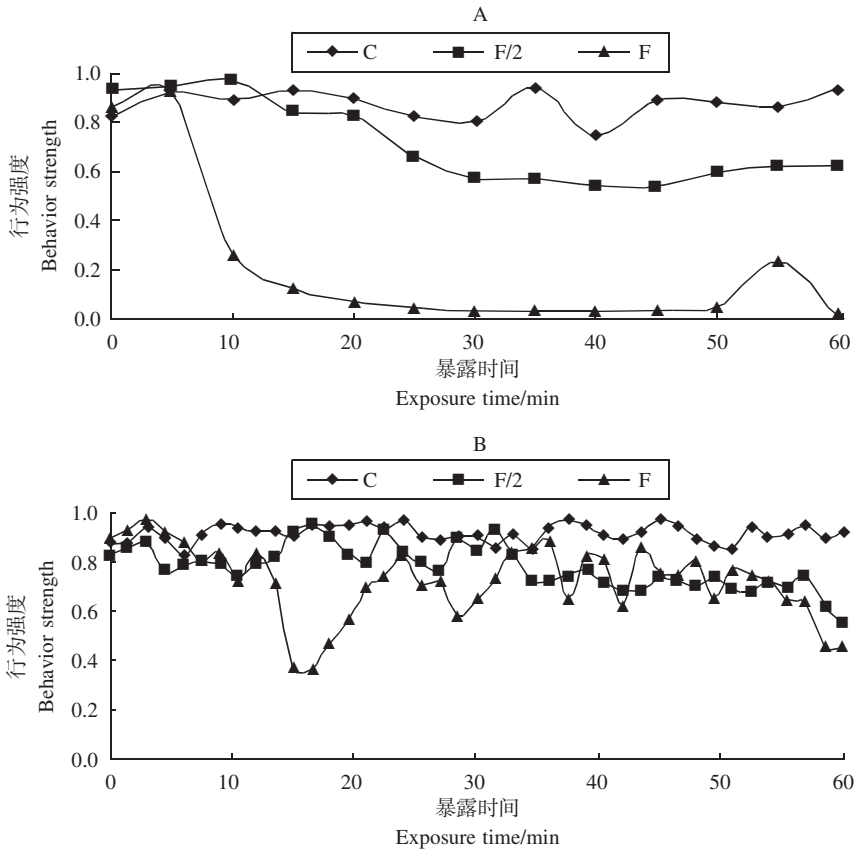 A
C F/2 F
1.0
0.8
0.6
0.4
0.2
0.0
行为强度
Behavior strength
0 10 20 30 40 50 60
暴露时间
Exposure time/min
B
C F/2 F
1.0
0.8
0.6
0.4
0.2
0.0
行为强度
Behavior strength
0 10 20 30 40 50 60
暴露时间
Exposure time/min